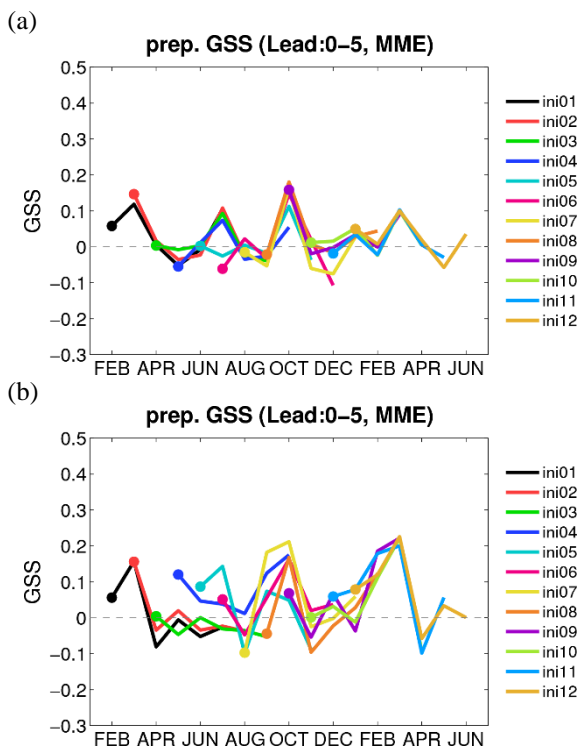 (a)
prep. GSS (Lead:0−5, MME)
0.5
0.4
0.3
0.2
0.1
0
−0.1
−0.2
−0.3
GSS
FEB APR JUN AUG OCT DEC FEB APR JUN
ini01
ini02
ini03
ini04
ini05
ini06
ini07
ini08
ini09
ini10
ini11
ini12
(b)
prep. GSS (Lead:0−5, MME)
0.5
0.4
0.3
0.2
0.1
0
−0.1
−0.2
−0.3
GSS
FEB APR JUN AUG OCT DEC FEB APR JUN
ini01
ini02
ini03
ini04
ini05
ini06
ini07
ini08
ini09
ini10
ini11
ini12